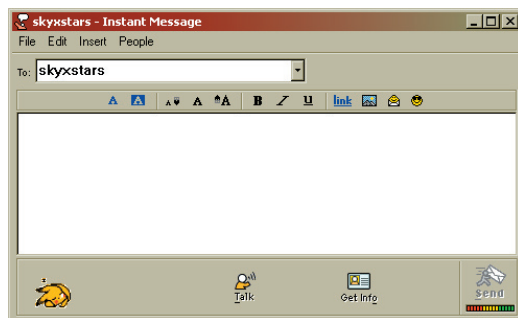 skyxstars - Instant Message
File Edit Insert People
To: skyxstars
A A A A A B I U link
Talk Get Info Send